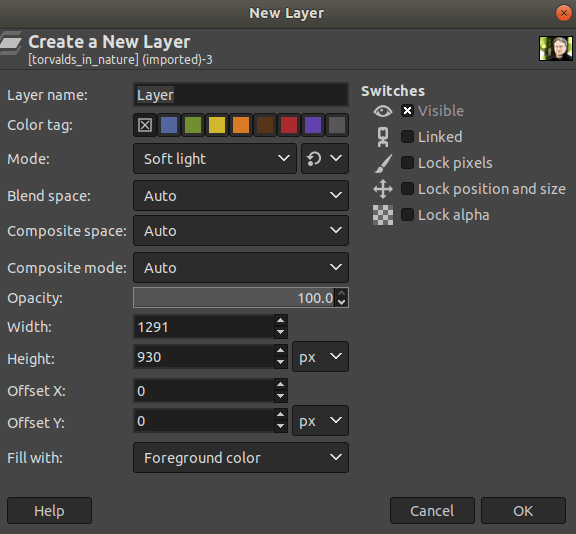 New Layer
Create a New Layer
[torvalds_in_nature] (imported)-3
Layer name: Layer
Color tag:
Mode: Soft light
Blend space: Auto
Composite space: Auto
Composite mode: Auto
Opacity: 100.0
Width: 1291
Height: 930 px
Offset X: 0
Offset Y: 0 px
Fill with: Foreground color
Switches
Visible
Linked
Lock pixels
Lock position and size
Lock alpha
Help Cancel OK